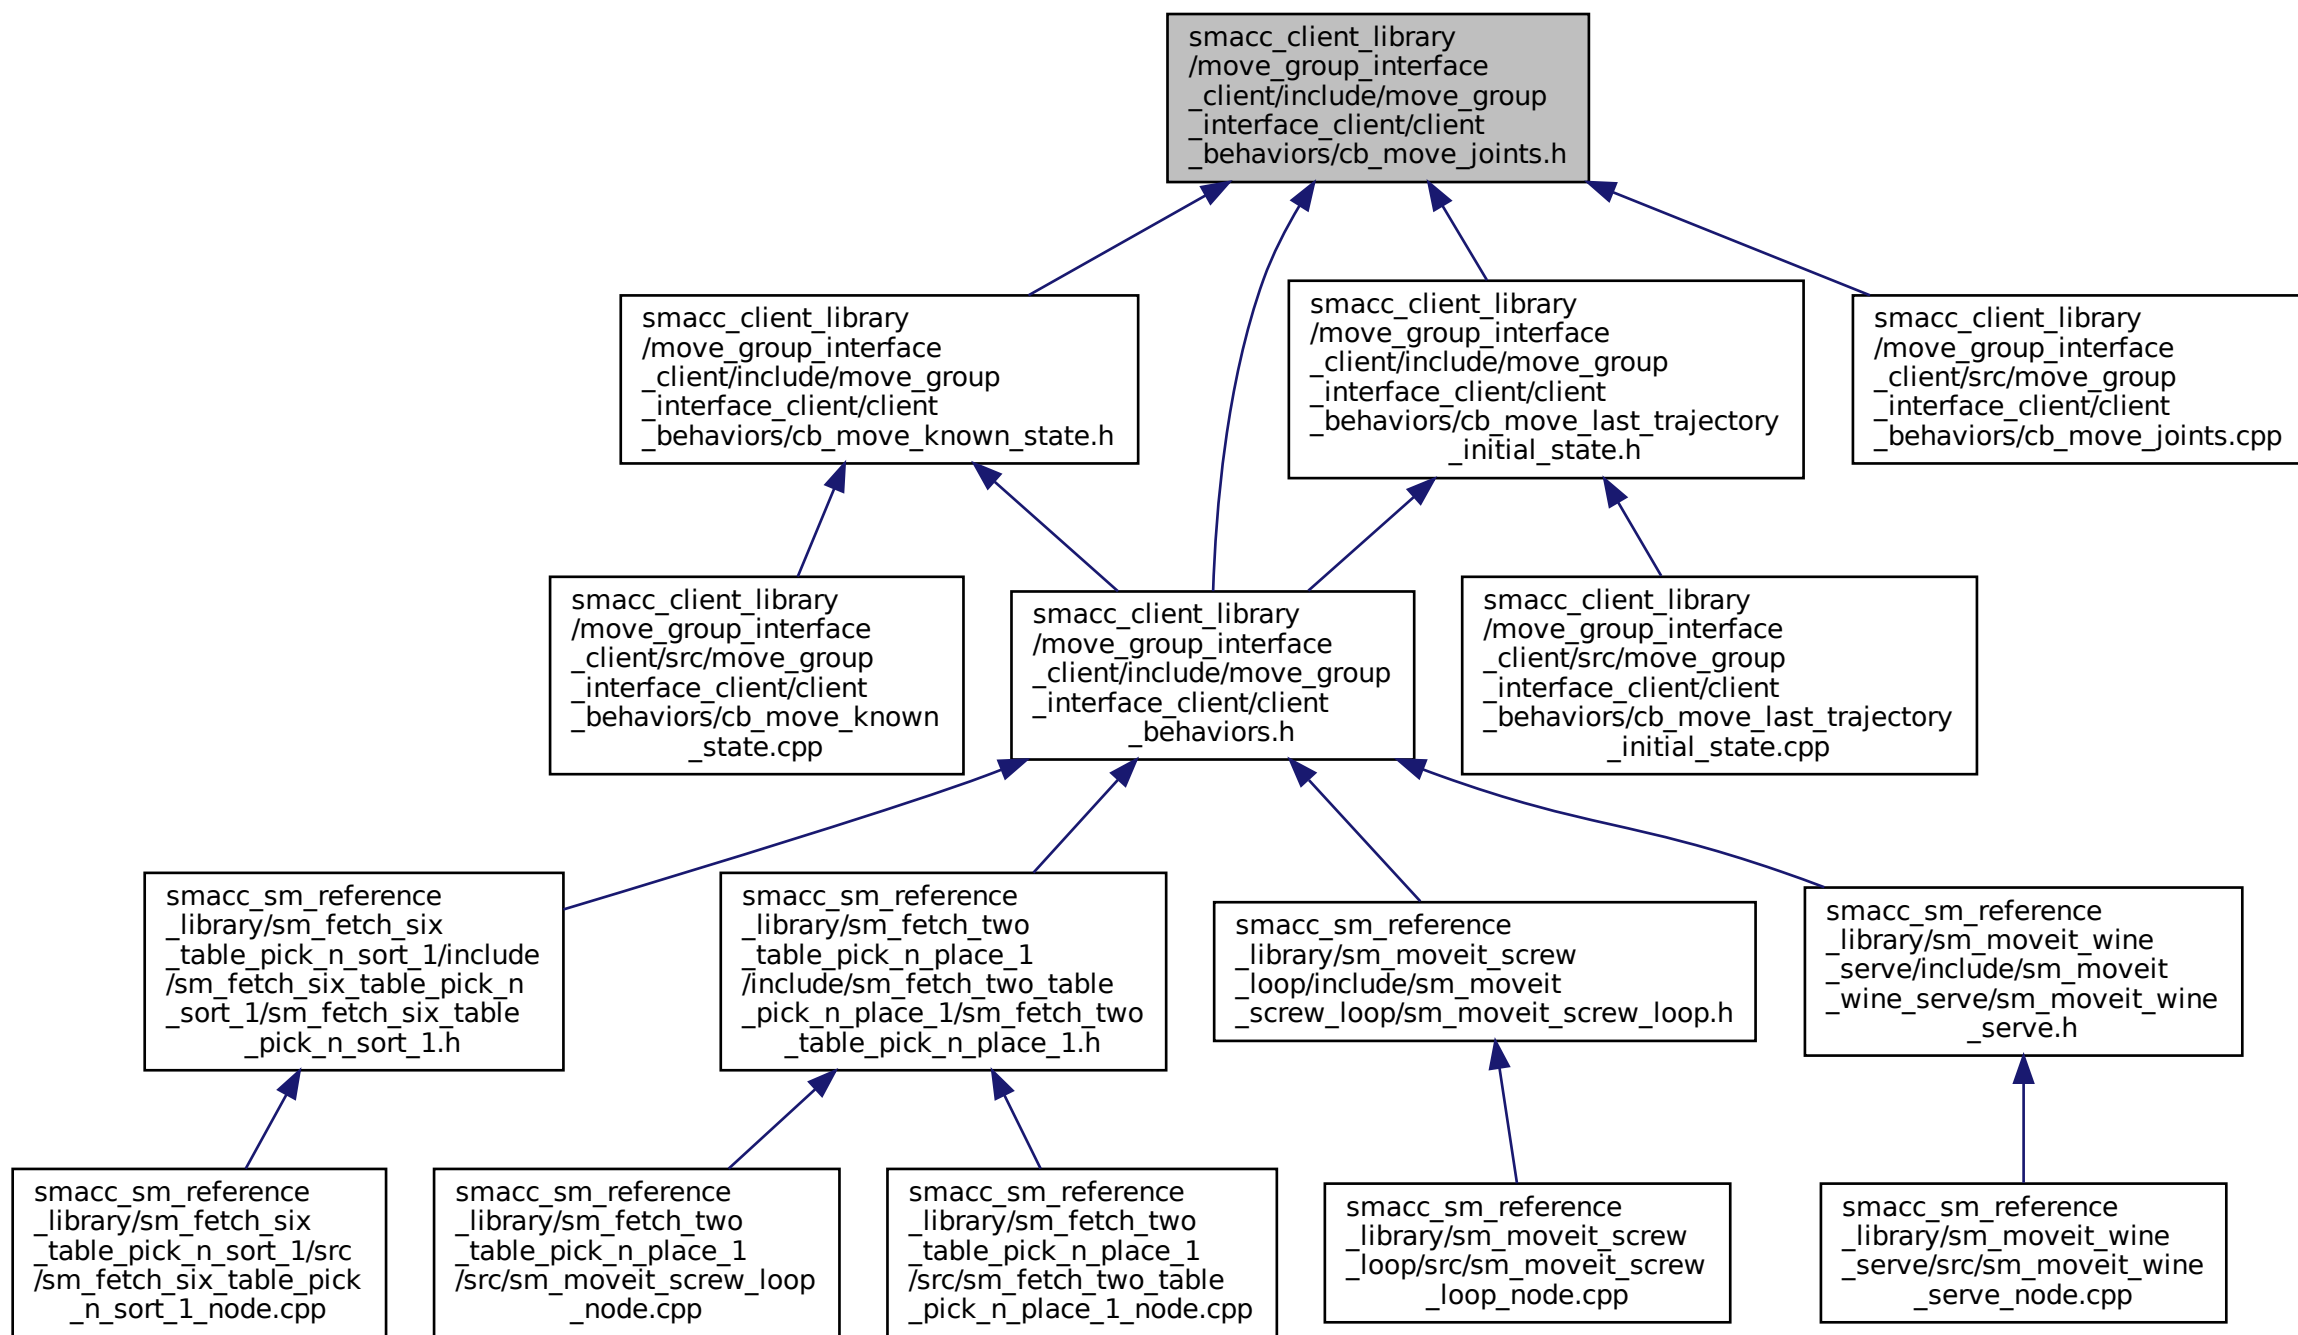 smacc_client_library
/move_group_interface
_client/include/move_group
_interface_client/client
_behaviors/cb_move_joints.h
smacc_client_library
/move_group_interface
_client/include/move_group
_interface_client/client
_behaviors/cb_move_known_state.h
smacc_client_library
/move_group_interface
_client/include/move_group
_interface_client/client
_behaviors/cb_move_last_trajectory
_initial_state.h
smacc_client_library
/move_group_interface
_client/src/move_group
_interface_client/client
_behaviors/cb_move_joints.cpp
smacc_client_library
/move_group_interface
_client/src/move_group
_interface_client/client
_behaviors/cb_move_known
_state.cpp
smacc_client_library
/move_group_interface
_client/include/move_group
_interface_client/client
_behaviors.h
smacc_client_library
/move_group_interface
_client/src/move_group
_interface_client/client
_behaviors/cb_move_last_trajectory
_initial_state.cpp
smacc_sm_reference
_library/sm_fetch_six
_table_pick_n_sort_1/include
/sm_fetch_six_table_pick_n
_sort_1/sm_fetch_six_table
_pick_n_sort_1.h
smacc_sm_reference
_library/sm_fetch_two
_table_pick_n_place_1
/include/sm_fetch_two_table
_pick_n_place_1/sm_fetch_two
_table_pick_n_place_1.h
smacc_sm_reference
_library/sm_moveit_screw
_loop/include/sm_moveit
_screw_loop/sm_moveit_screw_loop.h
smacc_sm_reference
_library/sm_moveit_wine
_serve/include/sm_moveit
_wine_serve/sm_moveit_wine
_serve.h
smacc_sm_reference
_library/sm_fetch_six
_table_pick_n_sort_1/src
/sm_fetch_six_table_pick
_n_sort_1_node.cpp
smacc_sm_reference
_library/sm_fetch_two
_table_pick_n_place_1
/src/sm_moveit_screw_loop
_node.cpp
smacc_sm_reference
_library/sm_fetch_two
_table_pick_n_place_1
/src/sm_fetch_two_table
_pick_n_place_1_node.cpp
smacc_sm_reference
_library/sm_moveit_screw
_loop/src/sm_moveit_screw
_loop_node.cpp
smacc_sm_reference
_library/sm_moveit_wine
_serve/src/sm_moveit_wine
_serve_node.cpp